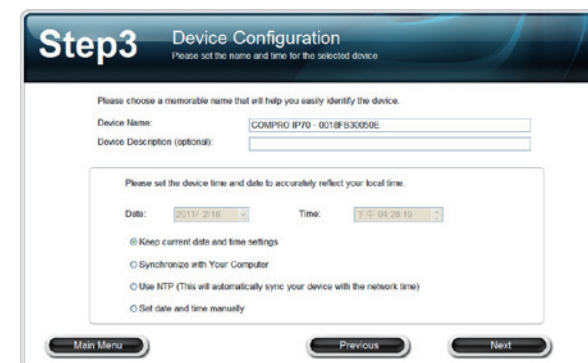 Step3 Device Configuration
Please set the name and time for the selected device
Please choose a memorable name that will help you easily identify the device.
Device Name: COMPRO IP70 - 0018FB30050E
Device Description (optional):
Please set the device time and date to accurately reflect your local time.
Date: 2011/ 2/18 Time: 下午 04:28:19
Keep current date and time settings
Synchronize with Your Computer
Use NTP (This will automatically sync your device with the network time)
Set date and time manually
Main Menu Previous Next